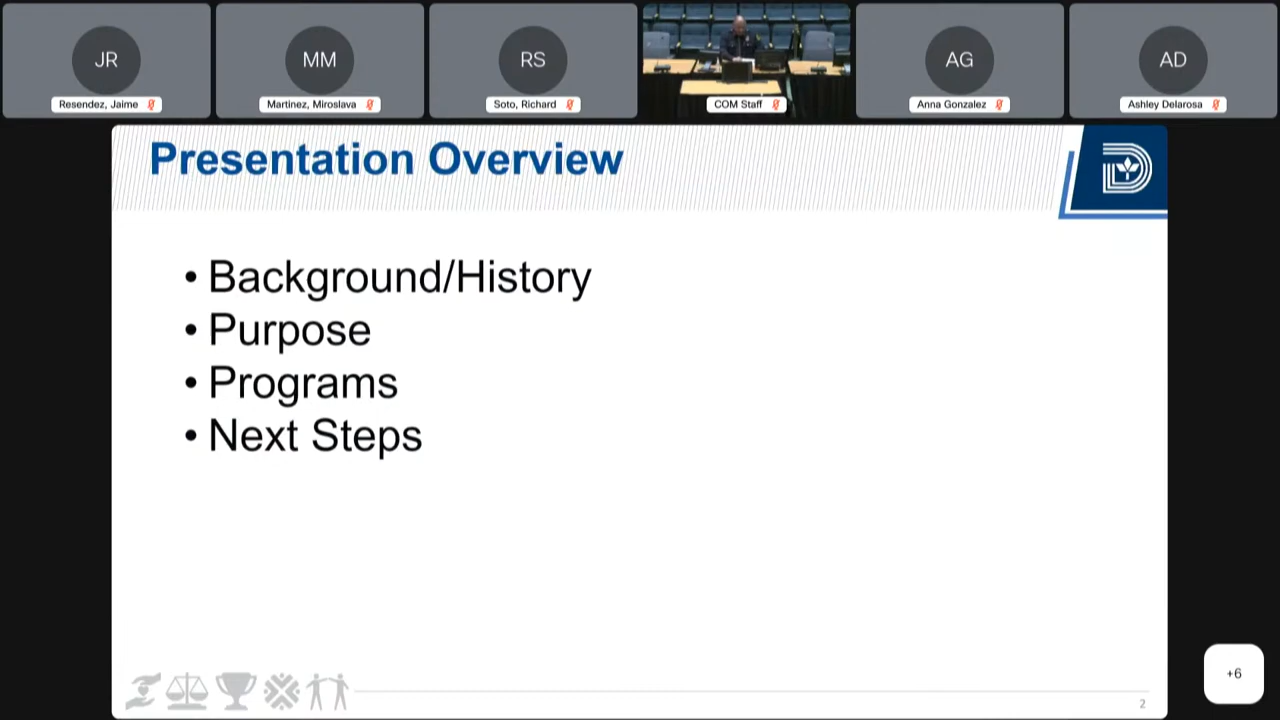 JR
MM
RS
AG
AD
Resendez, Jaime
Martinez, Miroslava
Soto, Richard
COM Staff
Anna Gonzalez
Ashley Delarosa
Presentation Overview
• Background/History
• Purpose
• Programs
• Next Steps
+6
2